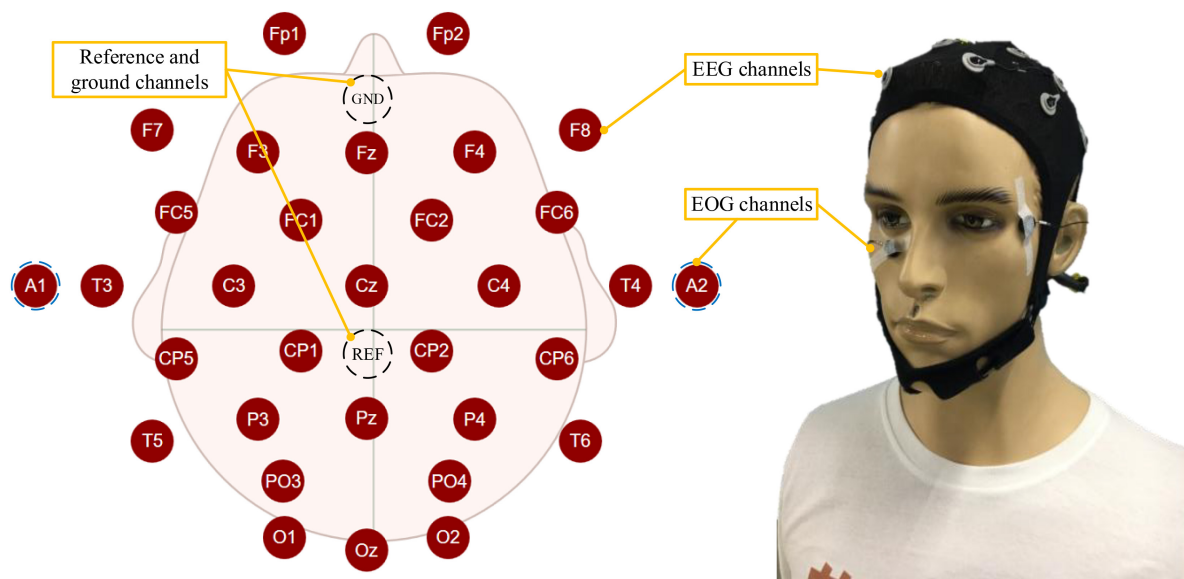 Fp1
Fp2
Reference and
ground channels
EEG channels
GND
F7
F8
F3
Fz
F4
FC5
FC1
FC2
FC6
EOG channels
A1
T3
C3
Cz
C4
T4
A2
CP5
CP1
REF
CP2
CP6
P3
Pz
P4
T5
T6
PO3
PO4
O1
Oz
O2